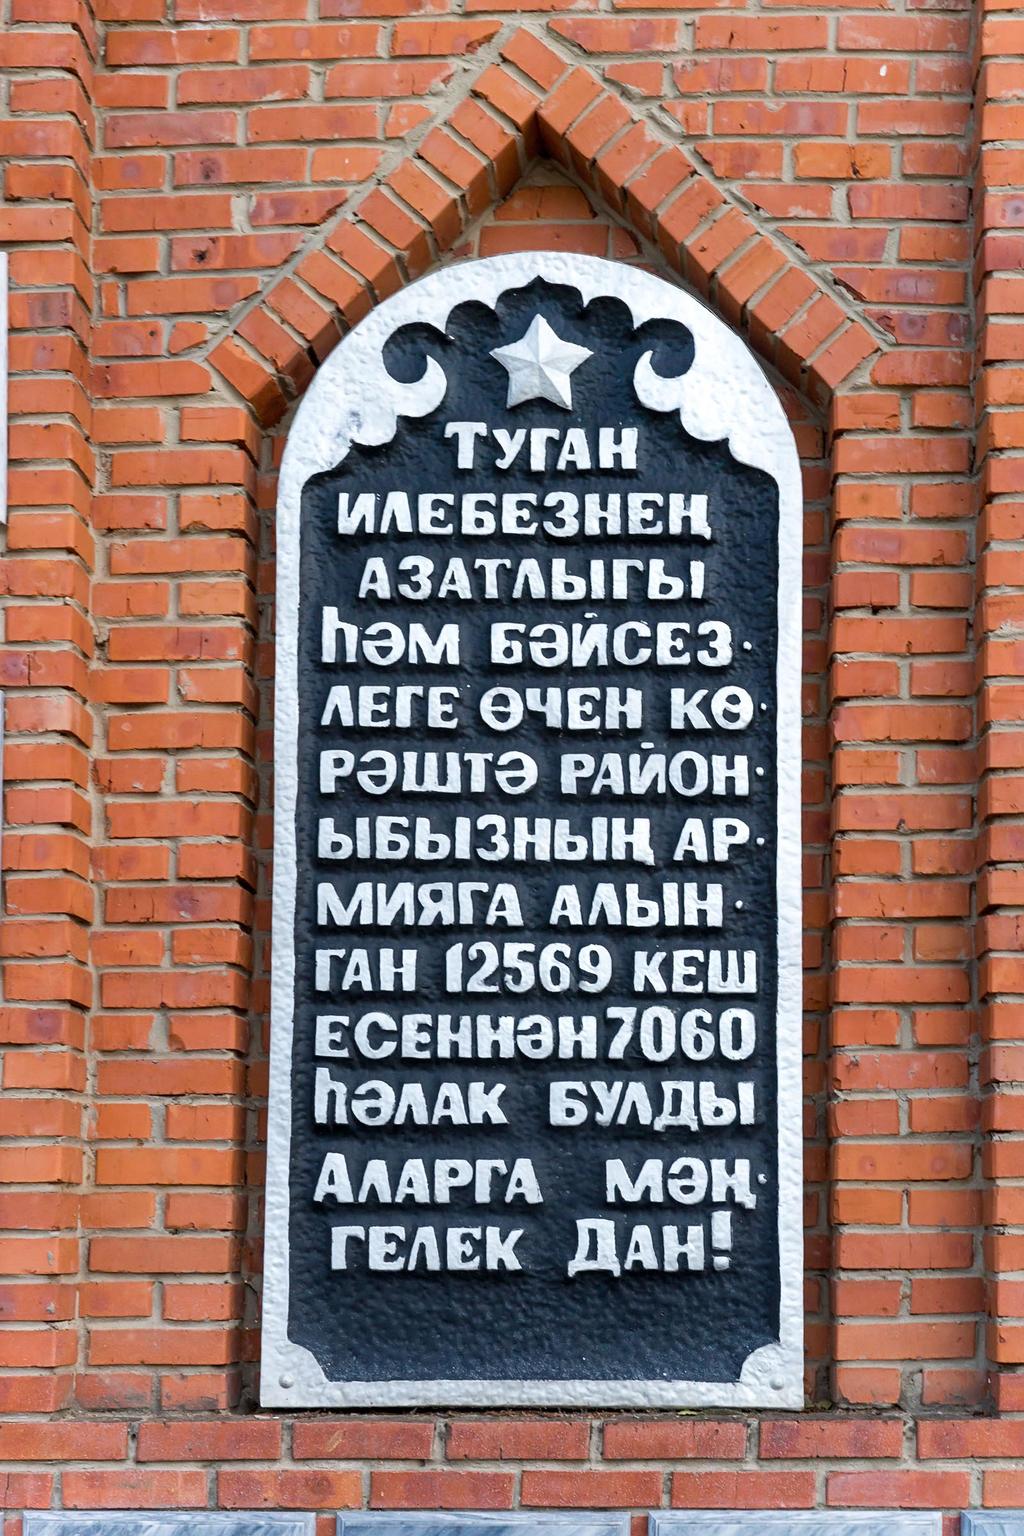 Туган
илебезнең
азатлыгы
һәм бәйсез·
леге өчен кө·
рәштә район·
ыбызның ар·
мияга алын·
ган 12569 кеш
есеннән 7060
һәлак булды
Аларга мәң·
гелек дан!